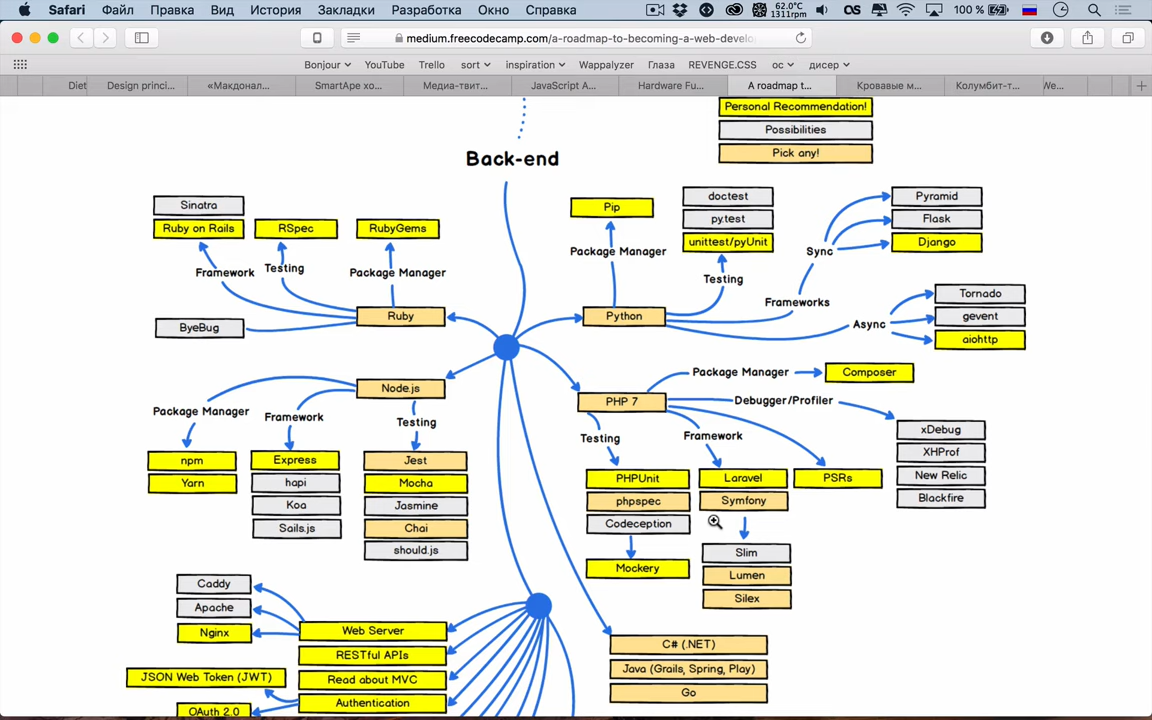 Safari Файл Правка Вид История Закладки Разработка Окно Справка 62.0°C 1311rpm 100 %
medium.freecodecamp.com/a-roadmap-to-becoming-a-web-develo
Bonjour YouTube Trello sort inspiration Wappalyzer Глаза REVENGE.CSS ос дисер
Diet Design princi... «Макдонал... SmartApe хо... Медиа-твит... JavaScript A... Hardware Fu... A roadmap t... Кровавые м... Колумбит-т... We...
Personal Recommendation!
Possibilities
Pick any!
Back-end
Sinatra
Ruby on Rails
RSpec
RubyGems
Framework
Testing
Package Manager
Ruby
ByeBug
Pip
Package Manager
doctest
py.test
unittest/pyUnit
Testing
Python
Pyramid
Flask
Django
Sync
Frameworks
Async
Tornado
gevent
aiohttp
Node.js
Package Manager
Framework
Testing
npm
Yarn
Express
hapi
Koa
Sails.js
Jest
Mocha
Jasmine
Chai
should.js
PHP 7
Package Manager
Composer
Debugger/Profiler
xDebug
XHProf
New Relic
Blackfire
Testing
Framework
PHPUnit
phpspec
Codeception
Mockery
Laravel
Symfony
PSRs
Slim
Lumen
Silex
Caddy
Apache
Nginx
Web Server
RESTful APIs
Read about MVC
Authentication
JSON Web Token (JWT)
OAuth 2.0
C# (.NET)
Java (Grails, Spring, Play)
Go